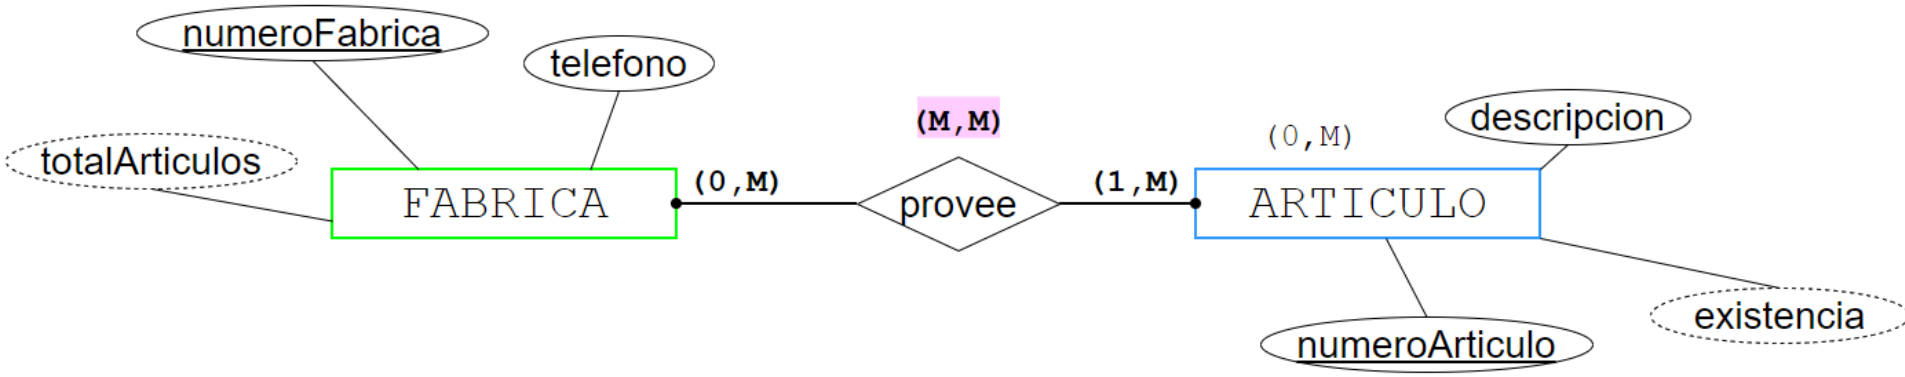 numeroFabrica
telefono
totalArticulos
FABRICA
(0,M)
(M,M)
provee
(1,M)
(0,M)
ARTICULO
descripcion
numeroArticulo
existencia